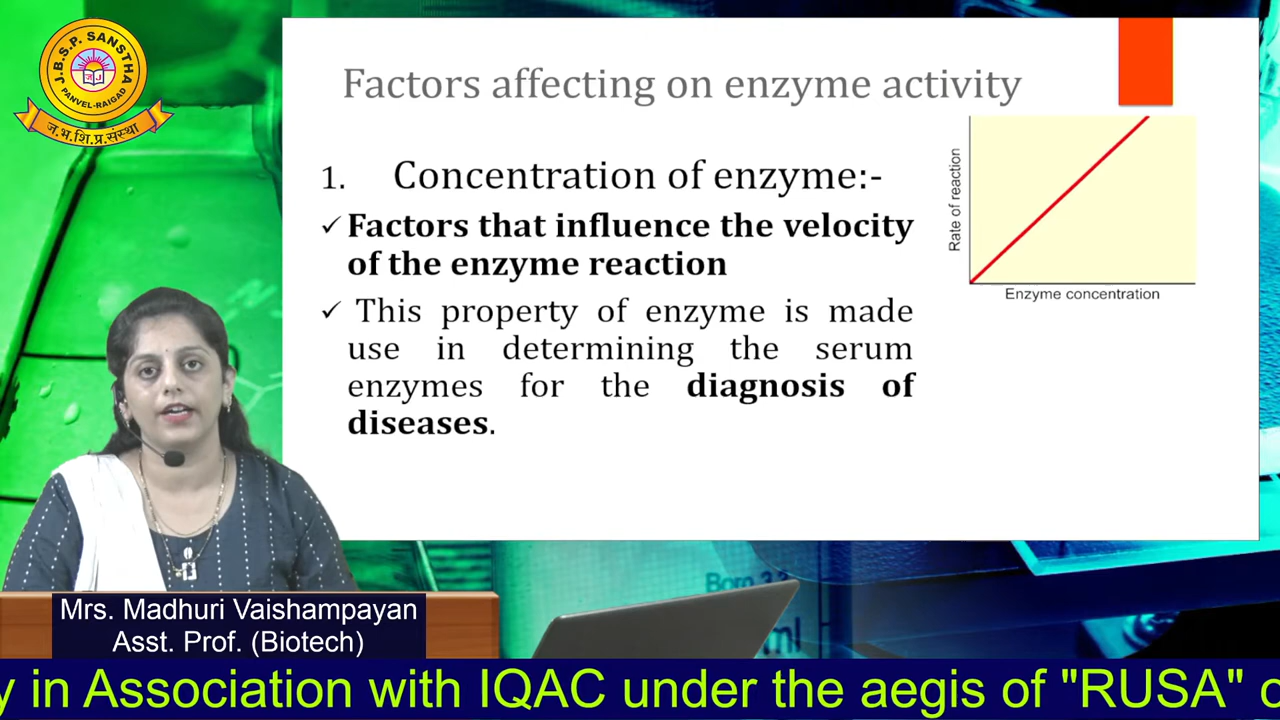 J.B.S.P. SANSTHA
PANVEL-RAIGAD
ज.भ.शि.प्र.संस्था
Factors affecting on enzyme activity
1. Concentration of enzyme:-
✓ Factors that influence the velocity
of the enzyme reaction
✓ This property of enzyme is made
use in determining the serum
enzymes for the diagnosis of
diseases.
Rate of reaction
Enzyme concentration
Mrs. Madhuri Vaishampayan
Asst. Prof. (Biotech)
y in Association with IQAC under the aegis of "RUSA" c